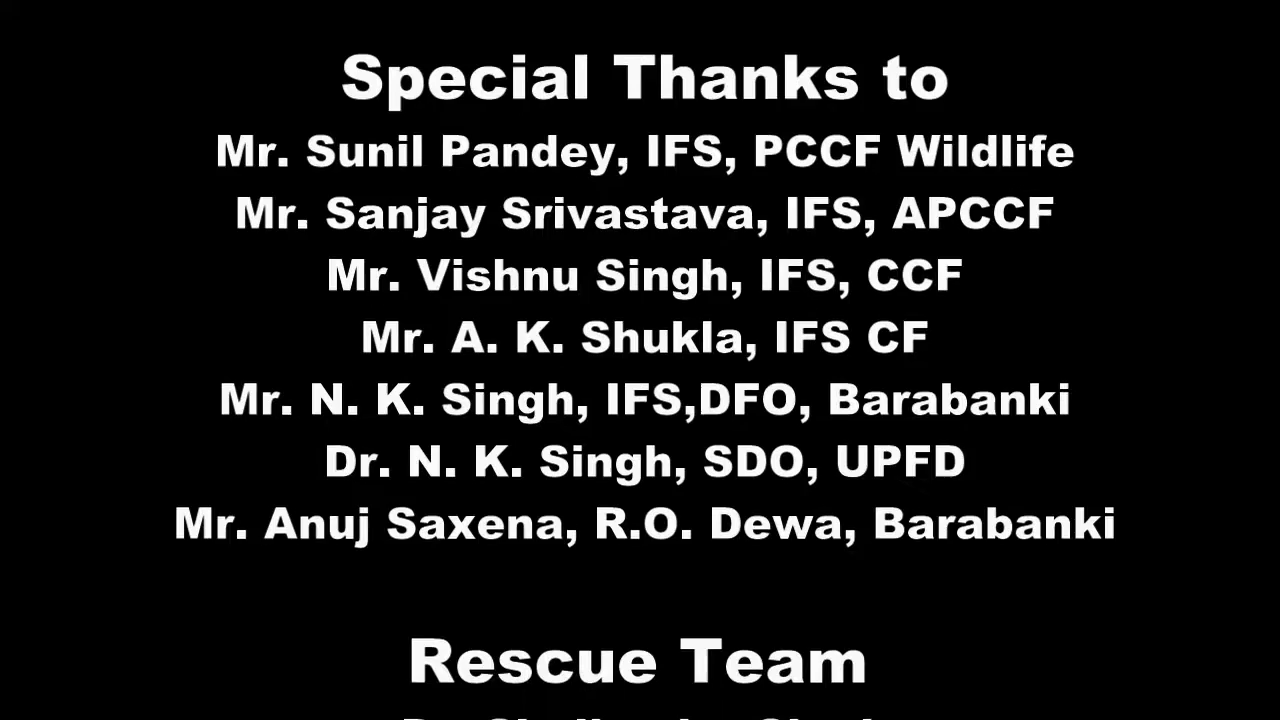 Special Thanks to
Mr. Sunil Pandey, IFS, PCCF Wildlife
Mr. Sanjay Srivastava, IFS, APCCF
Mr. Vishnu Singh, IFS, CCF
Mr. A. K. Shukla, IFS CF
Mr. N. K. Singh, IFS,DFO, Barabanki
Dr. N. K. Singh, SDO, UPFD
Mr. Anuj Saxena, R.O. Dewa, Barabanki
Rescue Team